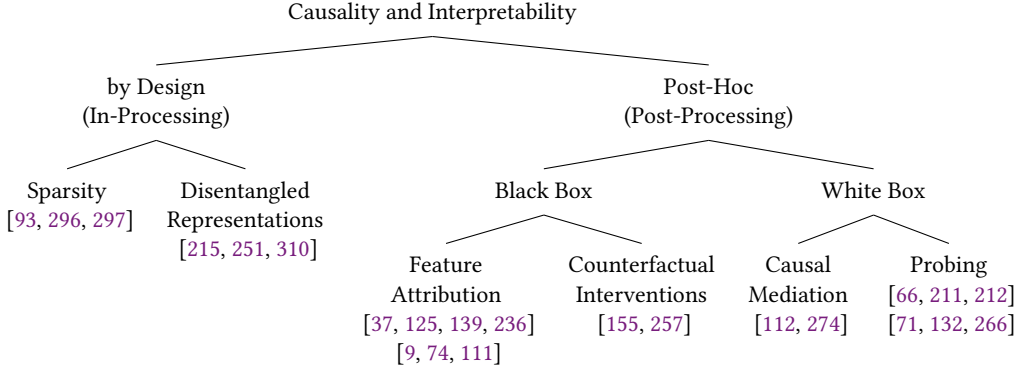 Causality and Interpretability
by Design
(In-Processing)
Post-Hoc
(Post-Processing)
Sparsity
[93, 296, 297]
Disentangled
Representations
[215, 251, 310]
Black Box
White Box
Feature
Attribution
[37, 125, 139, 236]
[9, 74, 111]
Counterfactual
Interventions
[155, 257]
Causal
Mediation
[112, 274]
Probing
[66, 211, 212]
[71, 132, 266]